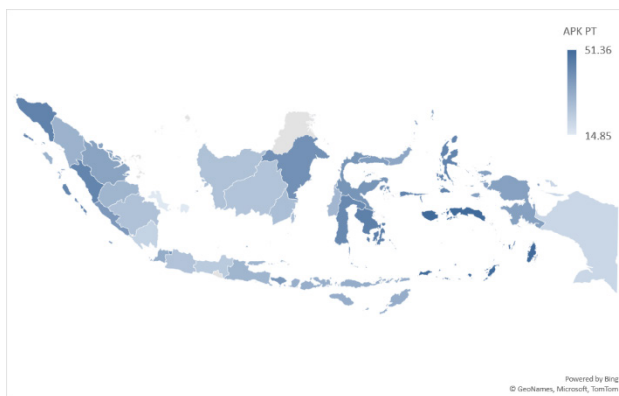 APK PT
51.36
14.85
Powered by Bing
© GeoNames, Microsoft, TomTom